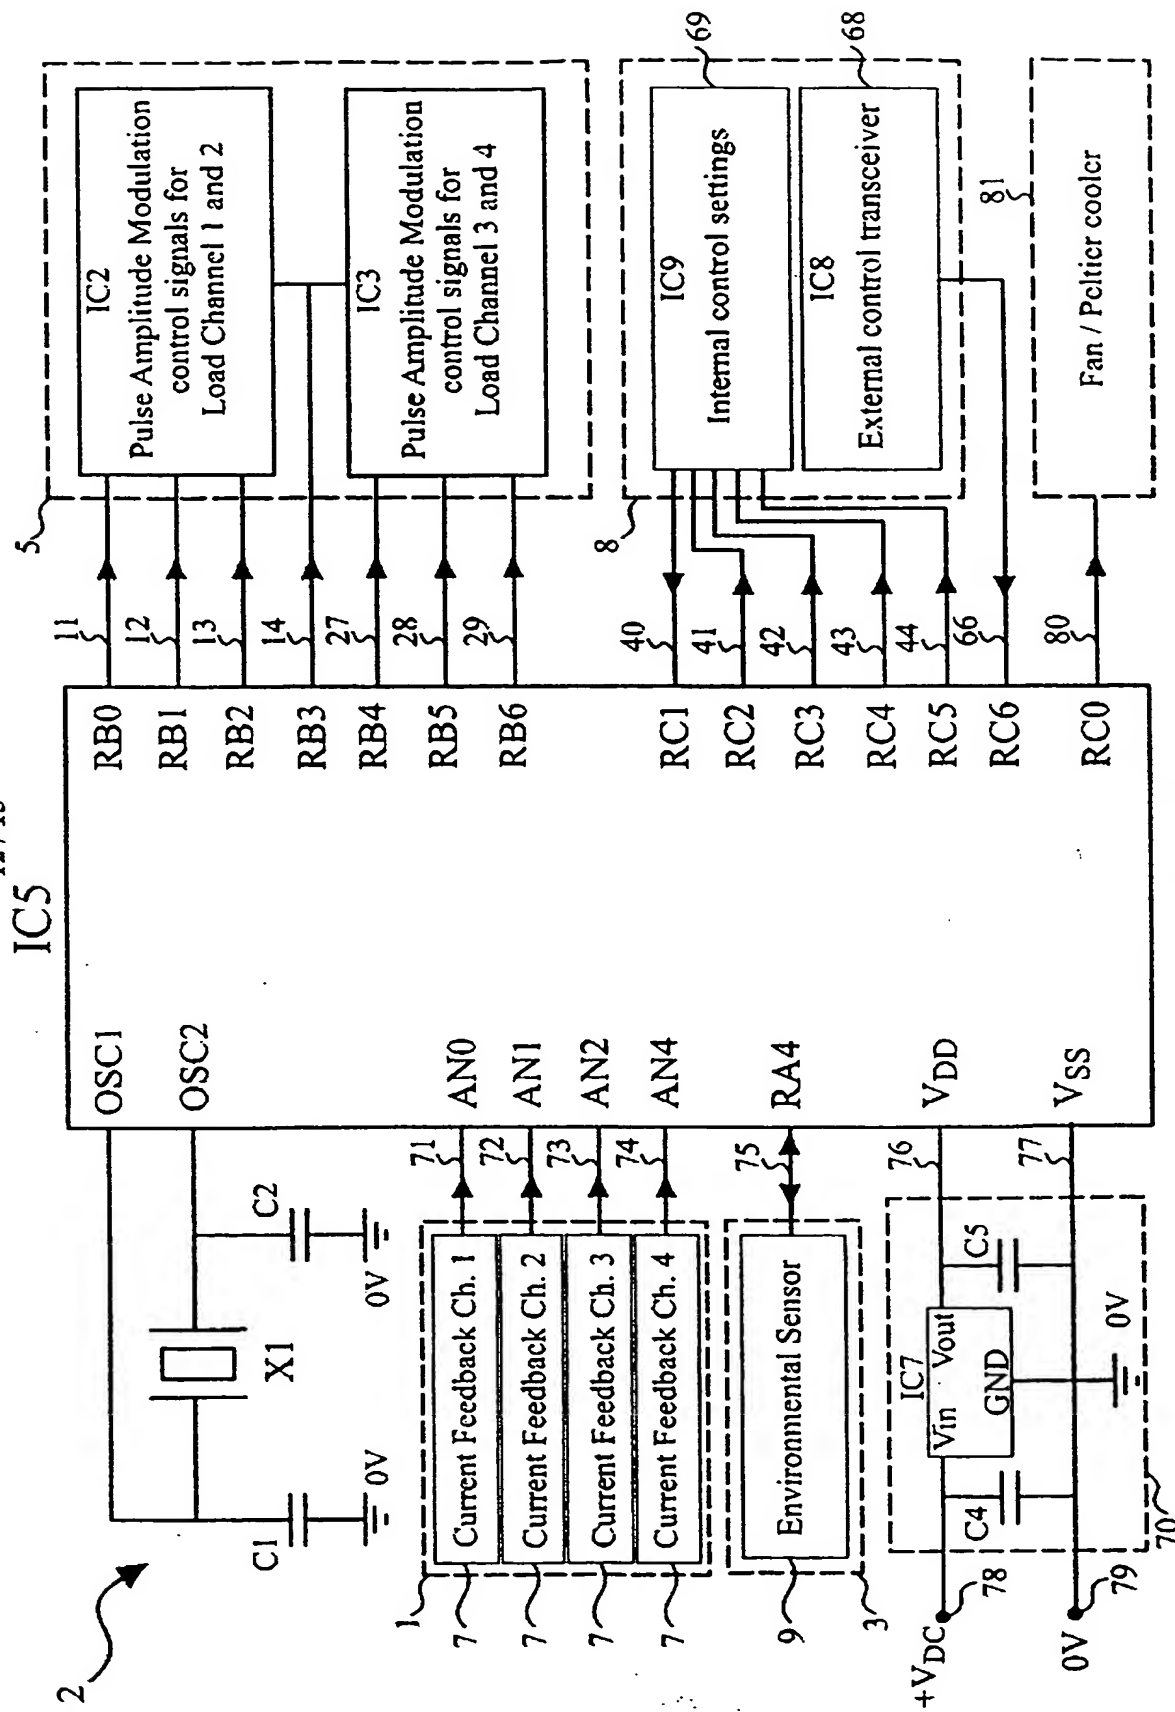 12/13
IC5
2
OSC1
OSC2
C1
0V
X1
C2
0V
1
7
Current Feedback Ch. 1
71
AN0
7
Current Feedback Ch. 2
72
AN1
7
Current Feedback Ch. 3
73
AN2
7
Current Feedback Ch. 4
74
AN4
9
Environmental Sensor
75
RA4
3
+VDC
78
IC7
Vin Vout
GND
C4
C5
76
VDD
0V
79
0V
77
VSS
70
RB0
11
RB1
12
RB2
13
RB3
14
RB4
27
RB5
28
RB6
29
5
IC2
Pulse Amplitude Modulation
control signals for
Load Channel 1 and 2
IC3
Pulse Amplitude Modulation
control signals for
Load Channel 3 and 4
RC1
40
RC2
41
RC3
42
RC4
43
RC5
44
RC6
66
8
IC9
Internal control settings
69
IC8
External control transceiver
68
RC0
80
Fan / Peltier cooler
81